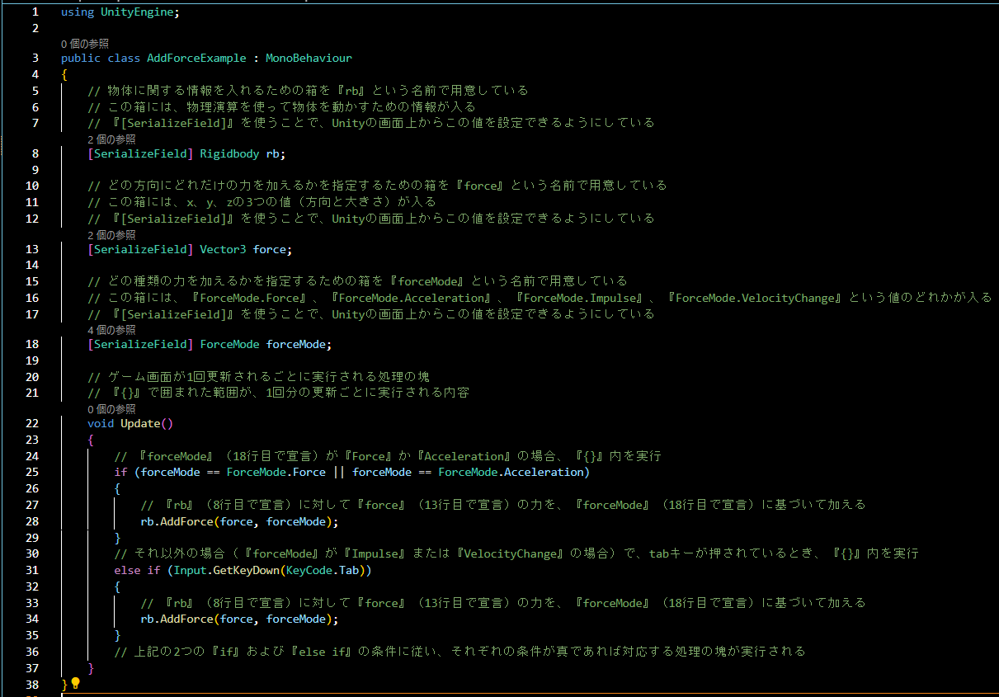 1 using UnityEngine;
2
0 個の参照
3 public class AddForceExample : MonoBehaviour
4 {
5 // 物体に関する情報を入れるための箱を『rb』という名前で用意している
6 // この箱には、物理演算を使って物体を動かすための情報が入る
7 // 『[SerializeField]』を使うことで、Unityの画面上からこの値を設定できるようにしている
2 個の参照
8 [SerializeField] Rigidbody rb;
9
10 // どの方向にどれだけの力を加えるかを指定するための箱を『force』という名前で用意している
11 // この箱には、x、y、zの3つの値（方向と大きさ）が入る
12 // 『[SerializeField]』を使うことで、Unityの画面上からこの値を設定できるようにしている
2 個の参照
13 [SerializeField] Vector3 force;
14
15 // どの種類の力を加えるかを指定するための箱を『forceMode』という名前で用意している
16 // この箱には、『ForceMode.Force』、『ForceMode.Acceleration』、『ForceMode.Impulse』、『ForceMode.VelocityChange』という値のどれかが入る
17 // 『[SerializeField]』を使うことで、Unityの画面上からこの値を設定できるようにしている
4 個の参照
18 [SerializeField] ForceMode forceMode;
19
20 // ゲーム画面が1回更新されるごとに実行される処理の塊
21 // 『{}』で囲まれた範囲が、1回分の更新ごとに実行される内容
0 個の参照
22 void Update()
23 {
24 // 『forceMode』（18行目で宣言）が『Force』か『Acceleration』の場合、『{}』内を実行
25 if (forceMode == ForceMode.Force || forceMode == ForceMode.Acceleration)
26 {
27 // 『rb』（8行目で宣言）に対して『force』（13行目で宣言）の力を、『forceMode』（18行目で宣言）に基づいて加える
28 rb.AddForce(force, forceMode);
29 }
30 // それ以外の場合（『forceMode』が『Impulse』または『VelocityChange』の場合）で、tabキーが押されているとき、『{}』内を実行
31 else if (Input.GetKeyDown(KeyCode.Tab))
32 {
33 // 『rb』（8行目で宣言）に対して『force』（13行目で宣言）の力を、『forceMode』（18行目で宣言）に基づいて加える
34 rb.AddForce(force, forceMode);
35 }
36 // 上記の2つの『if』および『else if』の条件に従い、それぞれの条件が真であれば対応する処理の塊が実行される
37 }
38 }